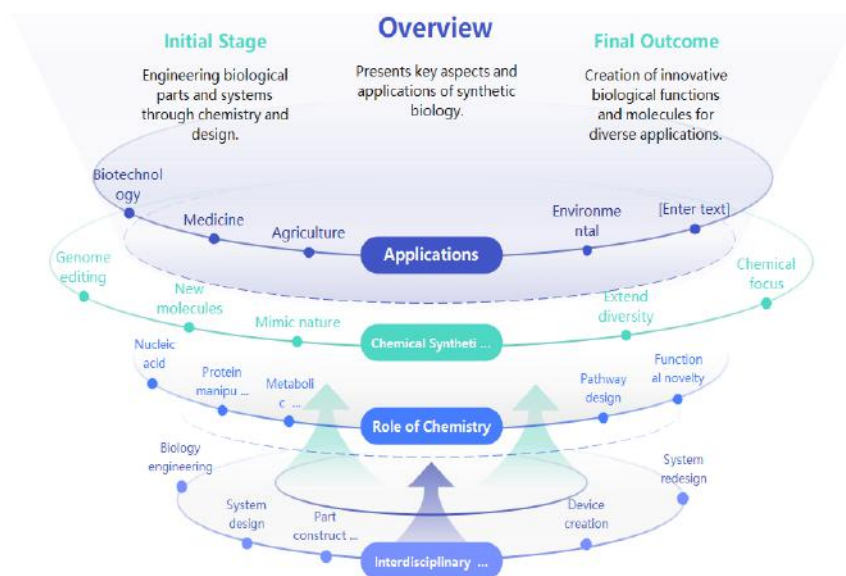 Overview
Initial Stage
Final Outcome
Engineering biological
parts and systems
through chemistry and
design.
Presents key aspects and
applications of synthetic
biology.
Creation of innovative
biological functions
and molecules for
diverse applications.
Biotechnol
ogy
Medicine
Agriculture
Applications
Environme
ntal
[Enter text]
Genome
editing
New
molecules
Mimic nature
Chemical Syntheti ...
Extend
diversity
Chemical
focus
Nucleic
acid
Protein
manipu ...
Metaboli
c ...
Role of Chemistry
Pathway
design
Function
al novelty
Biology
engineering
System
design
Part
construct ...
Interdisciplinary ...
Device
creation
System
redesign